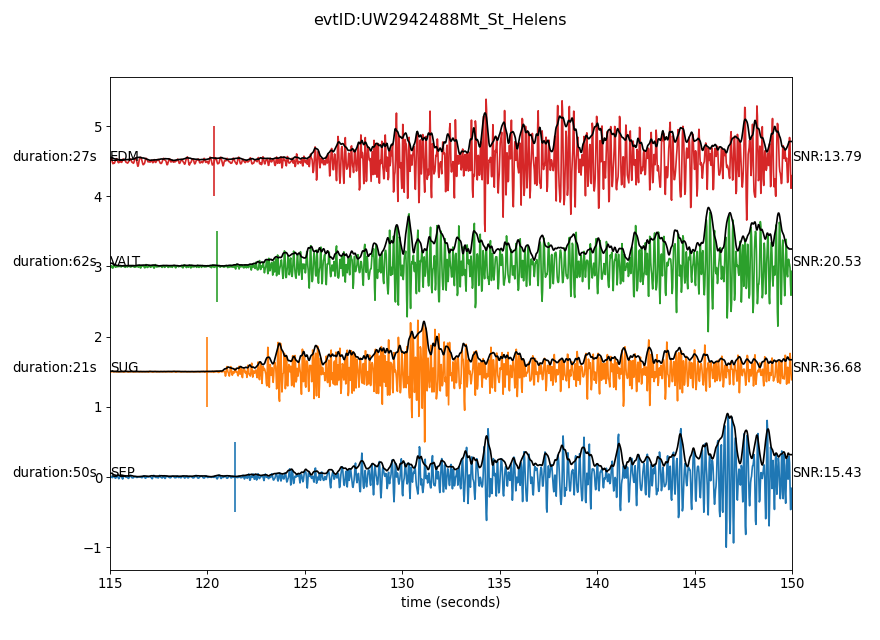 evtID:UW2942488Mt_St_Helens
5
duration:27s EDM SNR:13.79
4
duration:62s VALT SNR:20.53
3
2
duration:21s SUG SNR:36.68
1
duration:50s SEP SNR:15.43
0
−1
115 120 125 130 135 140 145 150
time (seconds)